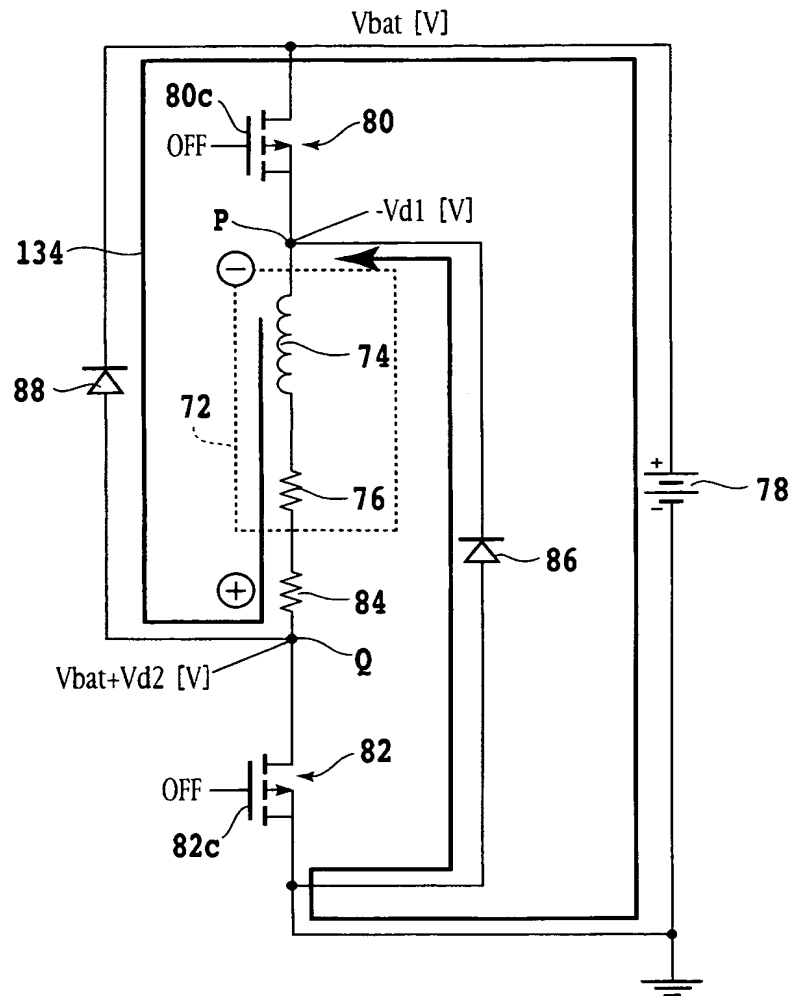 Vbat [V]
80c
80
OFF
P
-Vd1 [V]
134
−
74
88
72
+
−
78
76
86
+
84
Q
Vbat+Vd2 [V]
82
OFF
82c